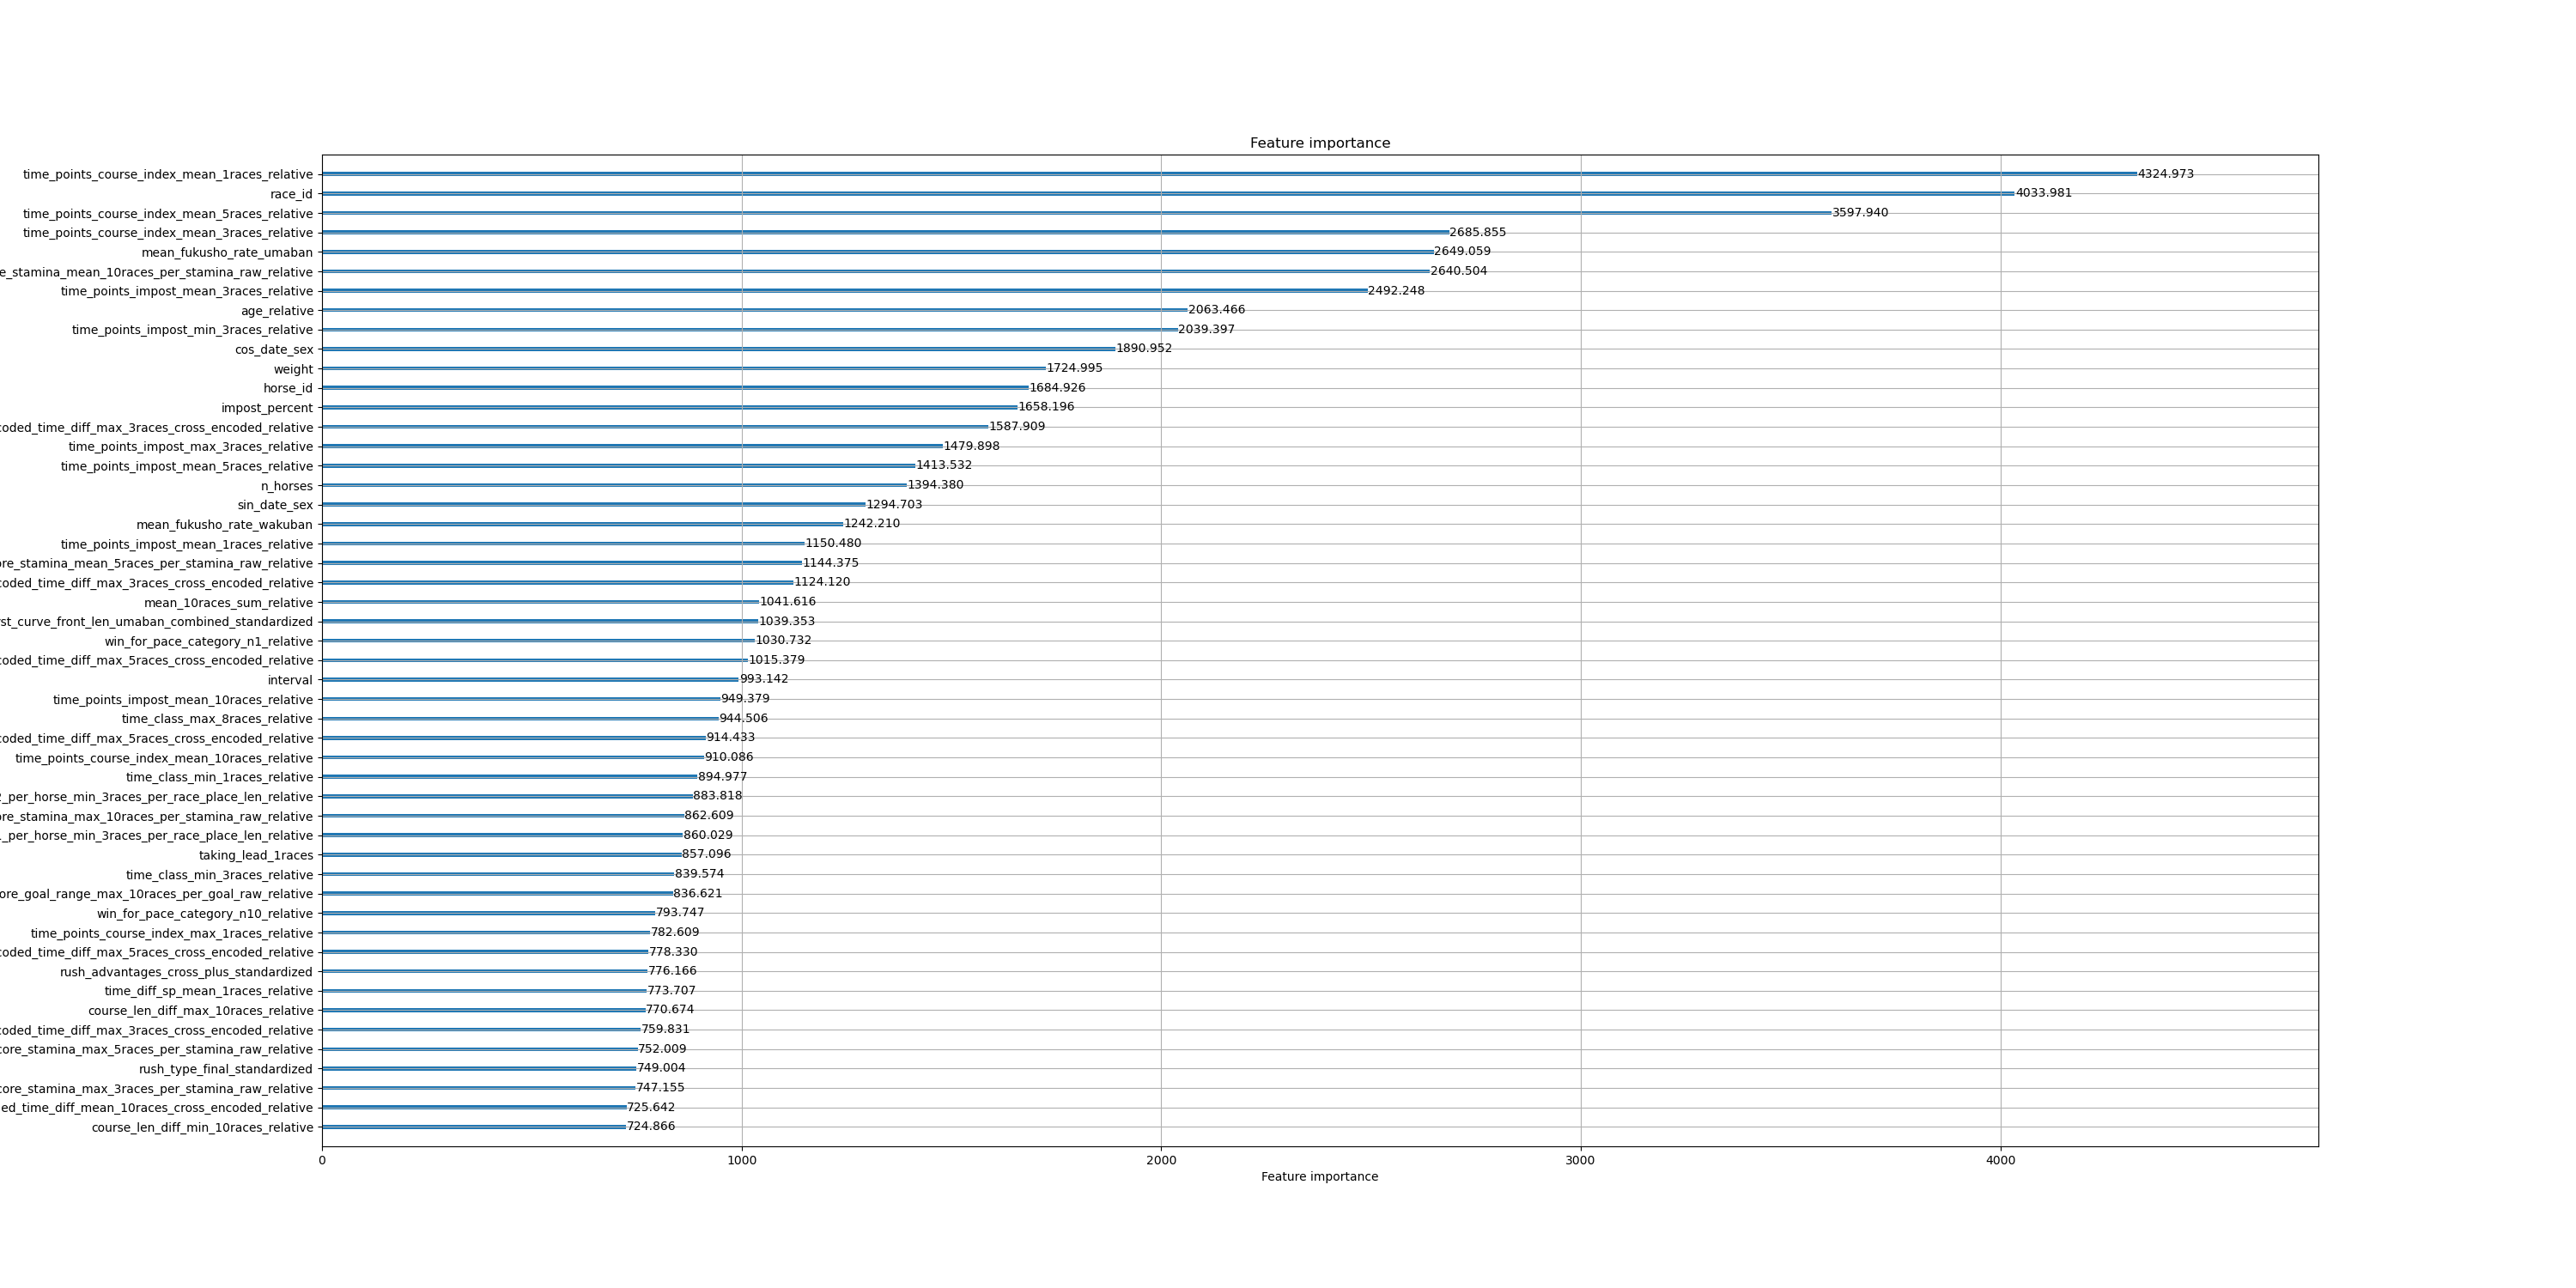 Feature importance
time_points_course_index_mean_1races_relative 4324.973
race_id 4033.981
time_points_course_index_mean_5races_relative 3597.940
time_points_course_index_mean_3races_relative 2685.855
mean_fukusho_rate_umaban 2649.059
e_stamina_mean_10races_per_stamina_raw_relative 2640.504
time_points_impost_mean_3races_relative 2492.248
age_relative 2063.466
time_points_impost_min_3races_relative 2039.397
cos_date_sex 1890.952
weight 1724.995
horse_id 1684.926
impost_percent 1658.196
coded_time_diff_max_3races_cross_encoded_relative 1587.909
time_points_impost_max_3races_relative 1479.898
time_points_impost_mean_5races_relative 1413.532
n_horses 1394.380
sin_date_sex 1294.703
mean_fukusho_rate_wakuban 1242.210
time_points_impost_mean_1races_relative 1150.480
ore_stamina_mean_5races_per_stamina_raw_relative 1144.375
coded_time_diff_max_3races_cross_encoded_relative 1124.120
mean_10races_sum_relative 1041.616
st_curve_front_len_umaban_combined_standardized 1039.353
win_for_pace_category_n1_relative 1030.732
coded_time_diff_max_5races_cross_encoded_relative 1015.379
interval 993.142
time_points_impost_mean_10races_relative 949.379
time_class_max_8races_relative 944.506
coded_time_diff_max_5races_cross_encoded_relative 914.433
time_points_course_index_mean_10races_relative 910.086
time_class_min_1races_relative 894.977
2_per_horse_min_3races_per_race_place_len_relative 883.818
ore_stamina_max_10races_per_stamina_raw_relative 862.609
_per_horse_min_3races_per_race_place_len_relative 860.029
taking_lead_1races 857.096
time_class_min_3races_relative 839.574
ore_goal_range_max_10races_per_goal_raw_relative 836.621
win_for_pace_category_n10_relative 793.747
time_points_course_index_max_1races_relative 782.609
coded_time_diff_max_5races_cross_encoded_relative 778.330
rush_advantages_cross_plus_standardized 776.166
time_diff_sp_mean_1races_relative 773.707
course_len_diff_max_10races_relative 770.674
coded_time_diff_max_3races_cross_encoded_relative 759.831
core_stamina_max_5races_per_stamina_raw_relative 752.009
rush_type_final_standardized 749.004
core_stamina_max_3races_per_stamina_raw_relative 747.155
ed_time_diff_mean_10races_cross_encoded_relative 725.642
course_len_diff_min_10races_relative 724.866
0 1000 2000 3000 4000
Feature importance